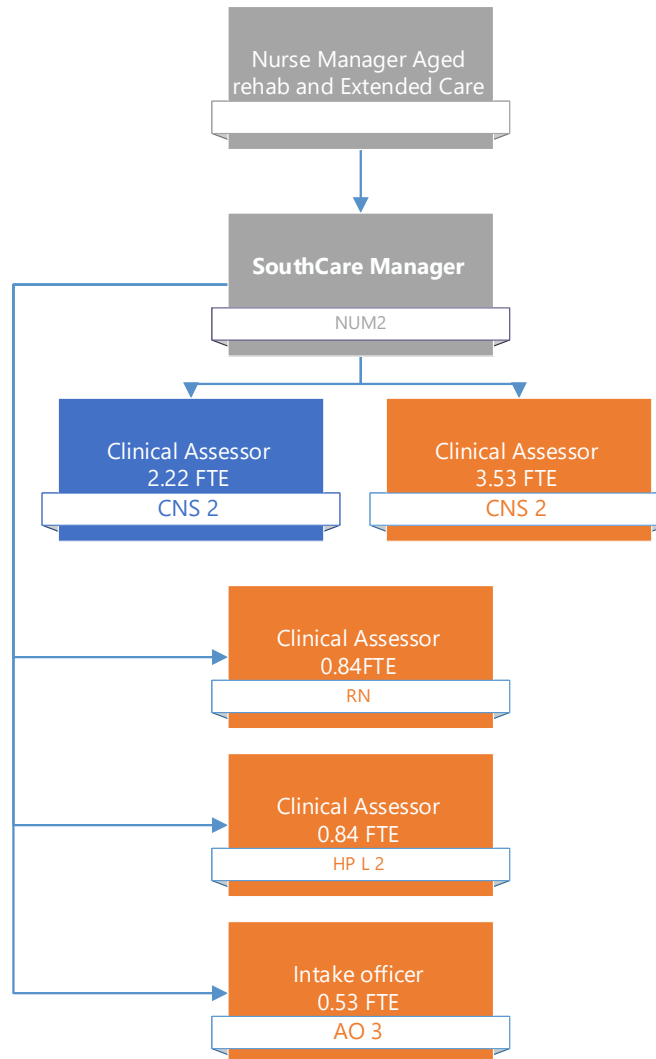 Nurse Manager Aged
rehab and Extended Care
SouthCare Manager
NUM2
Clinical Assessor
2.22 FTE
CNS 2
Clinical Assessor
3.53 FTE
CNS 2
Clinical Assessor
0.84FTE
RN
Clinical Assessor
0.84 FTE
HP L 2
Intake officer
0.53 FTE
AO 3